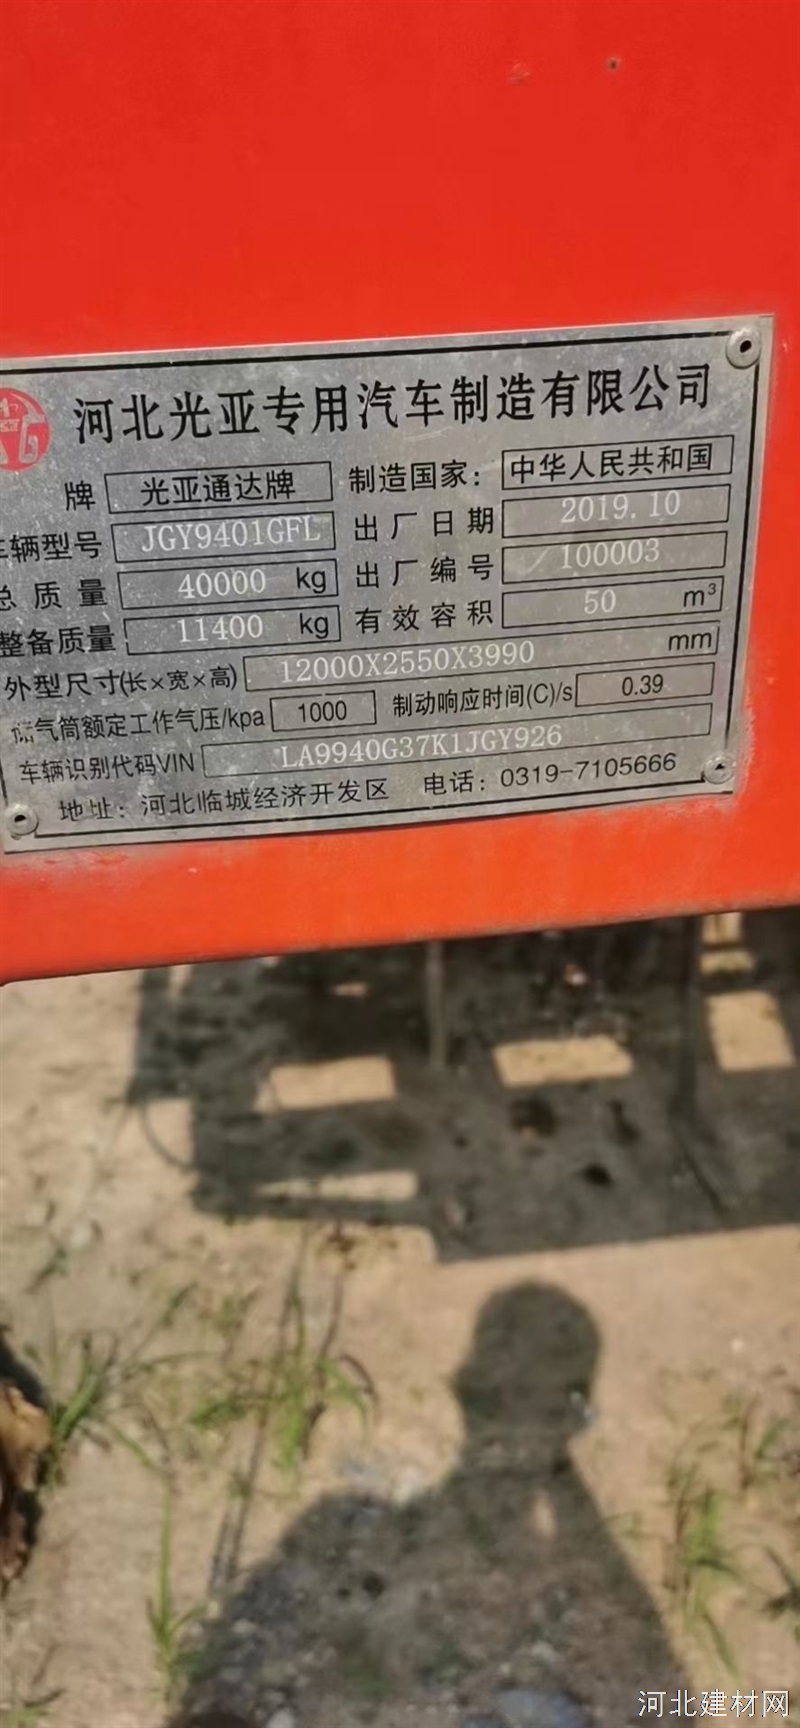 河北光亚专用汽车制造有限公司
牌 光亚通达牌 制造国家: 中华人民共和国
车辆型号 JGY9401GFL 出厂日期 2019.10
总质量 40000 kg 出厂编号 100003
整备质量 11400 kg 有效容积 50 m³
外型尺寸(长×宽×高) 12000X2550X3990 mm
气筒额定工作气压/kpa 1000 制动响应时间(C)/s 0.39
车辆识别代码VIN LA9940G37K1JGY926
地址: 河北临城经济开发区 电话: 0319-7105666
河北建材网